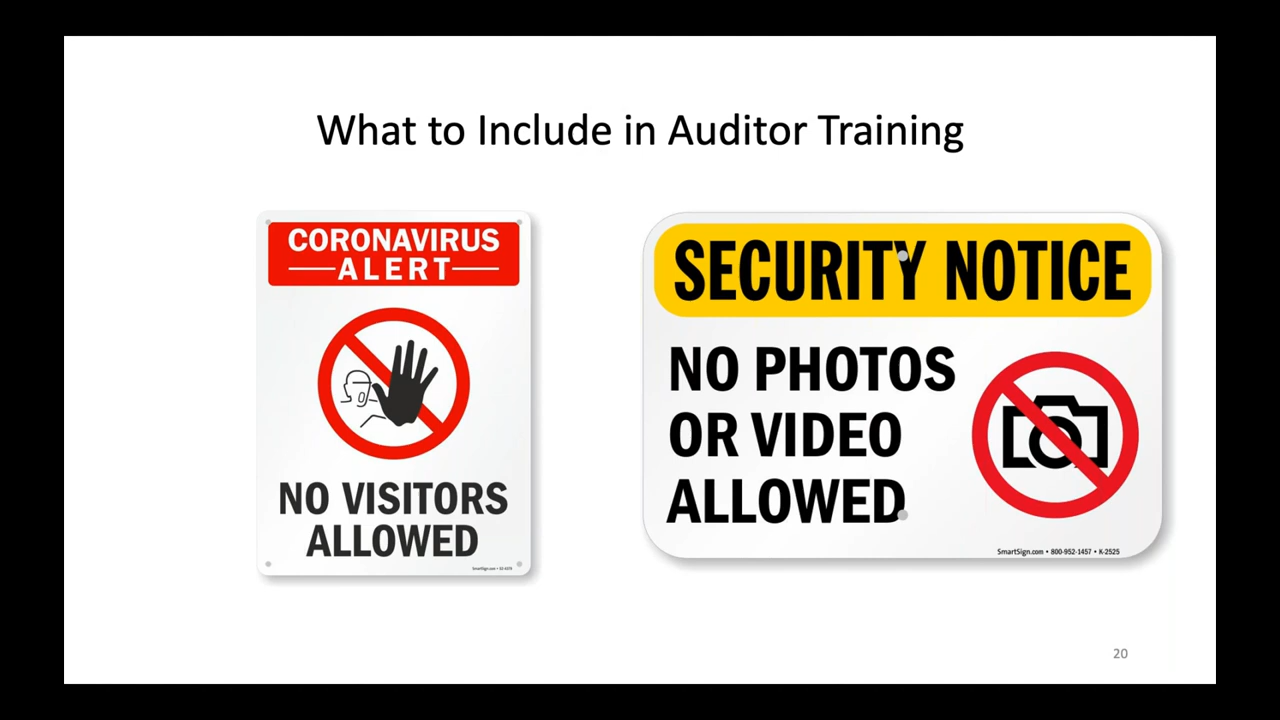 What to Include in Auditor Training
CORONAVIRUS
ALERT
NO VISITORS
ALLOWED
SECURITY NOTICE
NO PHOTOS
OR VIDEO
ALLOWED
SmartSign.com • 800-952-1457 • K-2525
20